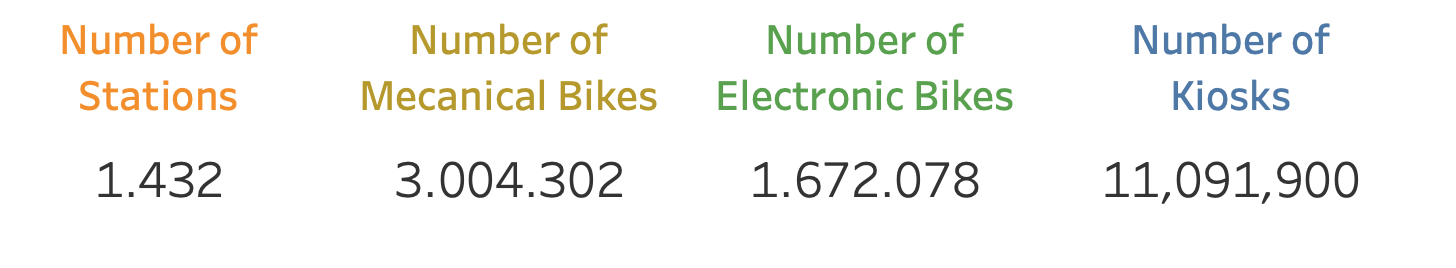 Number of Stations
Number of Mecanical Bikes
Number of Electronic Bikes
Number of Kiosks
1.432
3.004.302
1.672.078
11,091,900